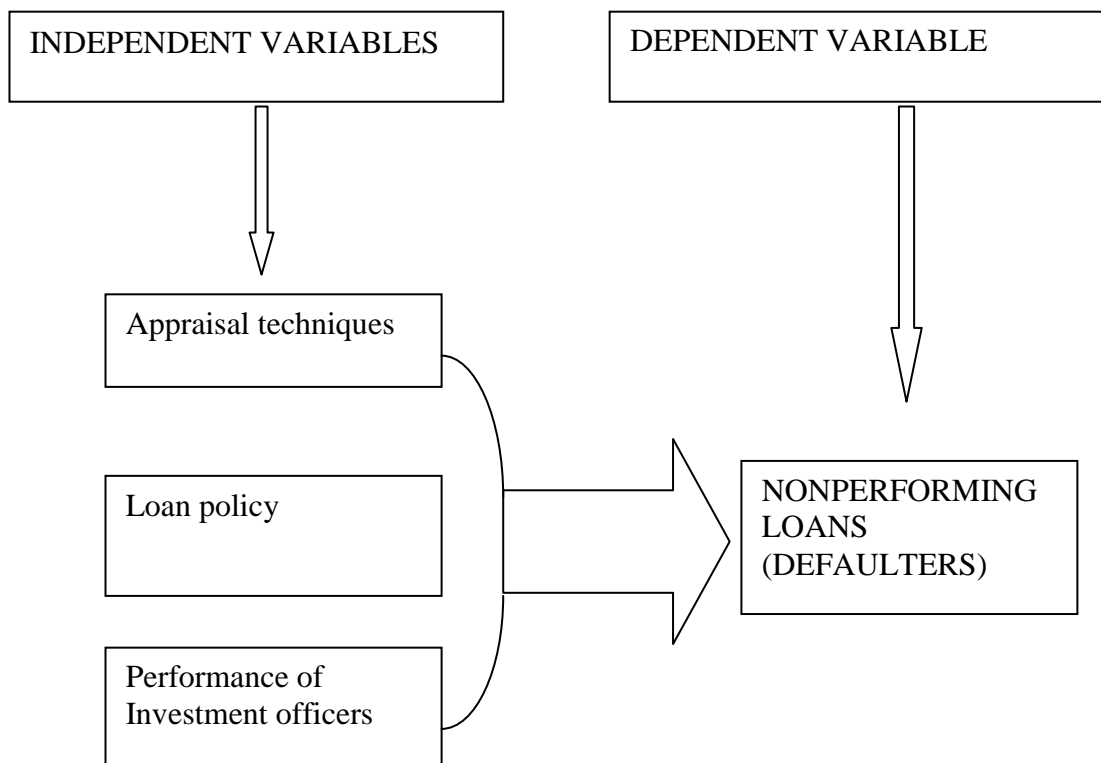 INDEPENDENT VARIABLES
DEPENDENT VARIABLE
Appraisal techniques
Loan policy
Performance of
Investment officers
NONPERFORMING
LOANS
(DEFAULTERS)